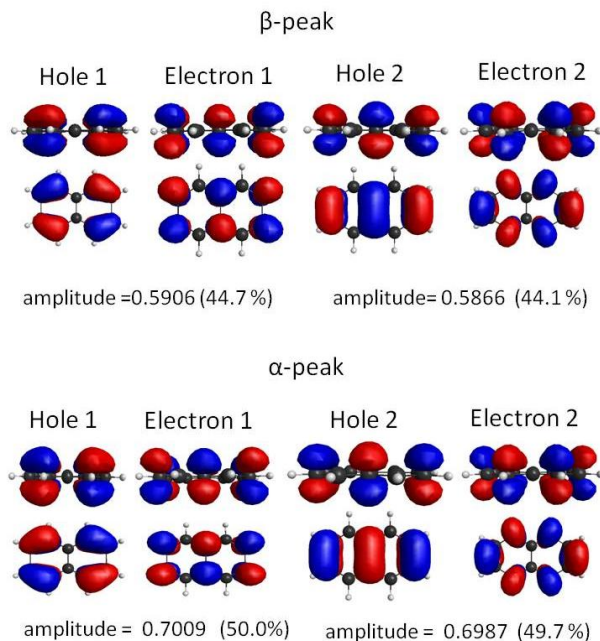 β-peak
Hole 1 Electron 1 Hole 2 Electron 2
amplitude =0.5906 (44.7 %) amplitude= 0.5866 (44.1 %)
α-peak
Hole 1 Electron 1 Hole 2 Electron 2
amplitude = 0.7009 (50.0%) amplitude = 0.6987 (49.7%)